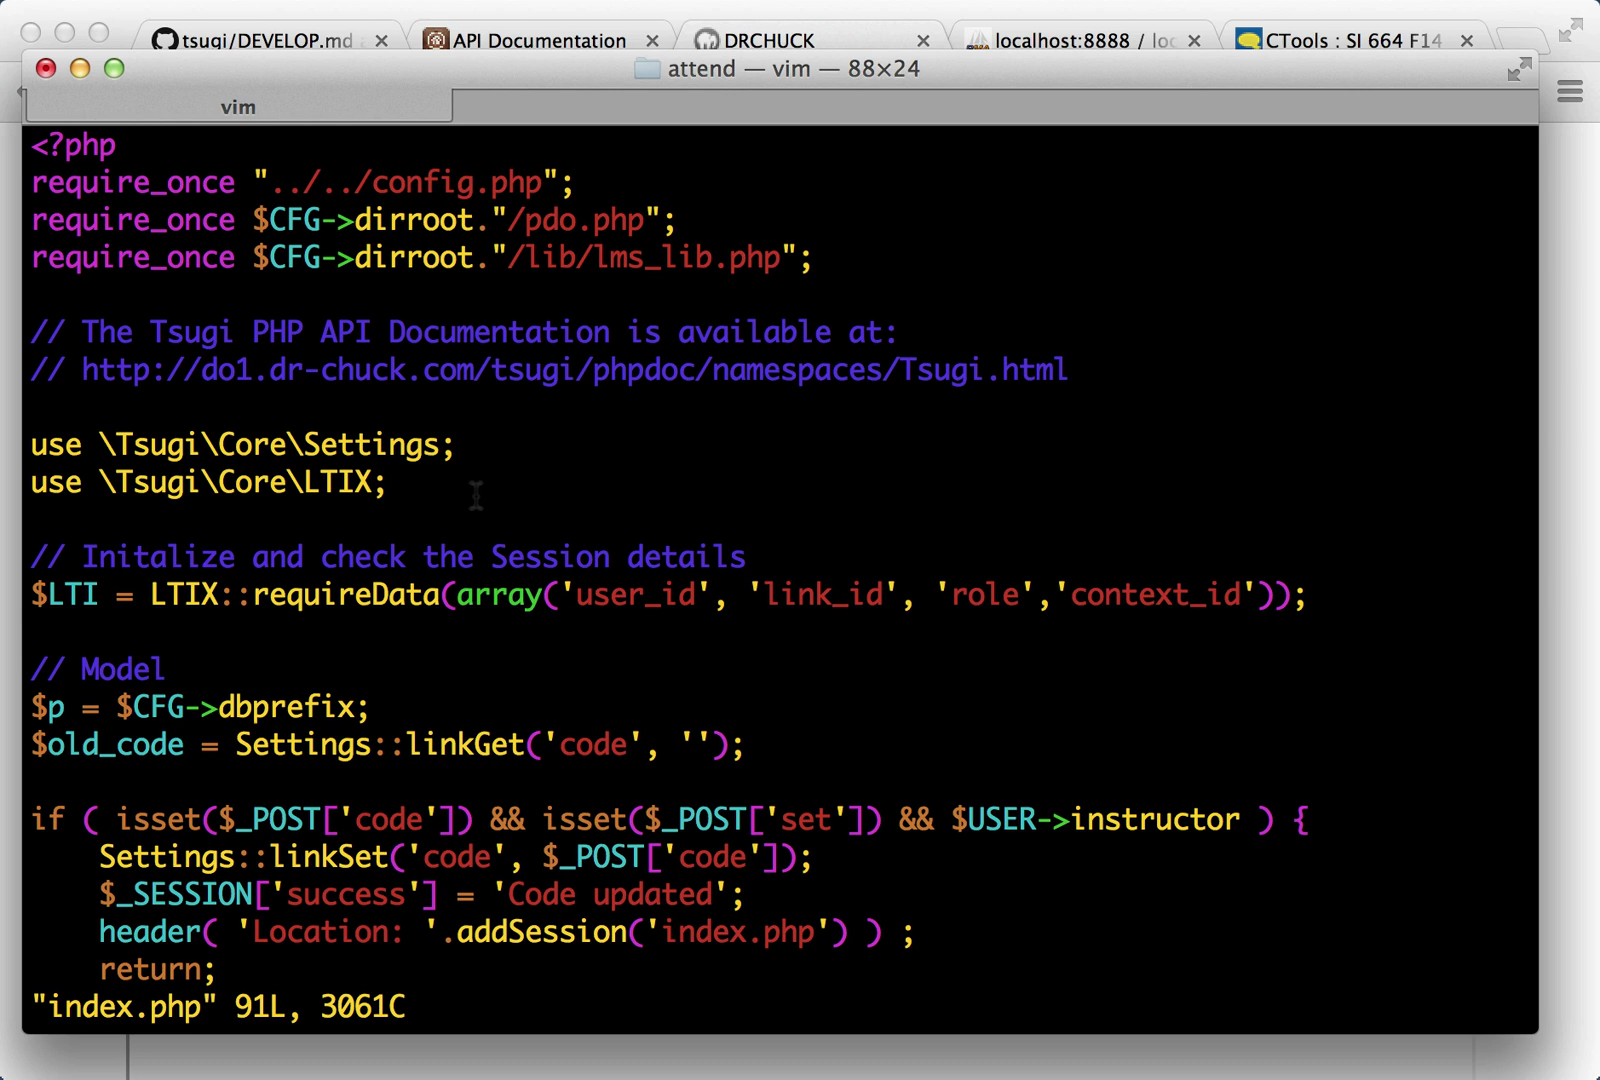 tsugi/DEVELOP.md
API Documentation
DRCHUCK
localhost:8888 / loc
CTools : SI 664 F14
attend — vim — 88×24
vim
<?php
require_once "../../config.php";
require_once $CFG->dirroot."/pdo.php";
require_once $CFG->dirroot."/lib/lms_lib.php";
// The Tsugi PHP API Documentation is available at:
// http://do1.dr-chuck.com/tsugi/phpdoc/namespaces/Tsugi.html
use \Tsugi\Core\Settings;
use \Tsugi\Core\LTIX;
// Initalize and check the Session details
$LTI = LTIX::requireData(array('user_id', 'link_id', 'role','context_id'));
// Model
$p = $CFG->dbprefix;
$old_code = Settings::linkGet('code', '');
if ( isset($_POST['code']) && isset($_POST['set']) && $USER->instructor ) {
    Settings::linkSet('code', $_POST['code']);
    $_SESSION['success'] = 'Code updated';
    header( 'Location: '.addSession('index.php') ) ;
    return;
"index.php" 91L, 3061C